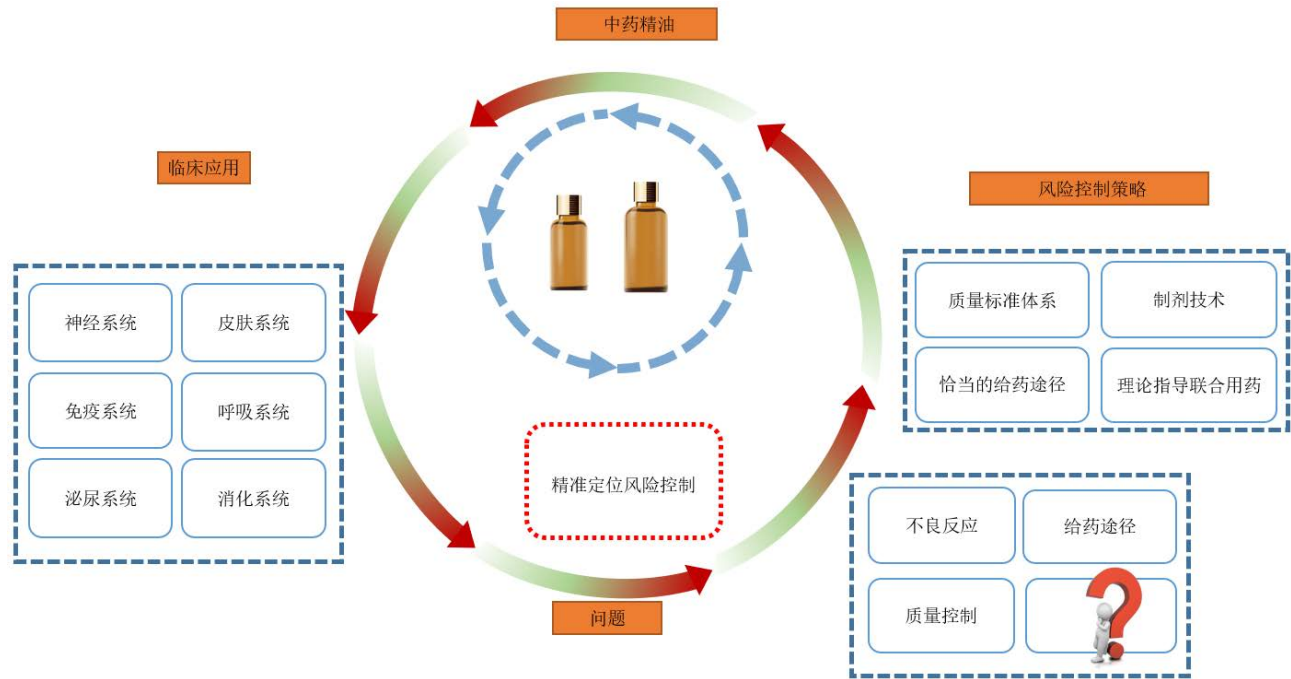 中药精油
临床应用
神经系统
皮肤系统
免疫系统
呼吸系统
泌尿系统
消化系统
风险控制策略
质量标准体系
制剂技术
恰当的给药途径
理论指导联合用药
精准定位风险控制
问题
不良反应
给药途径
质量控制
?